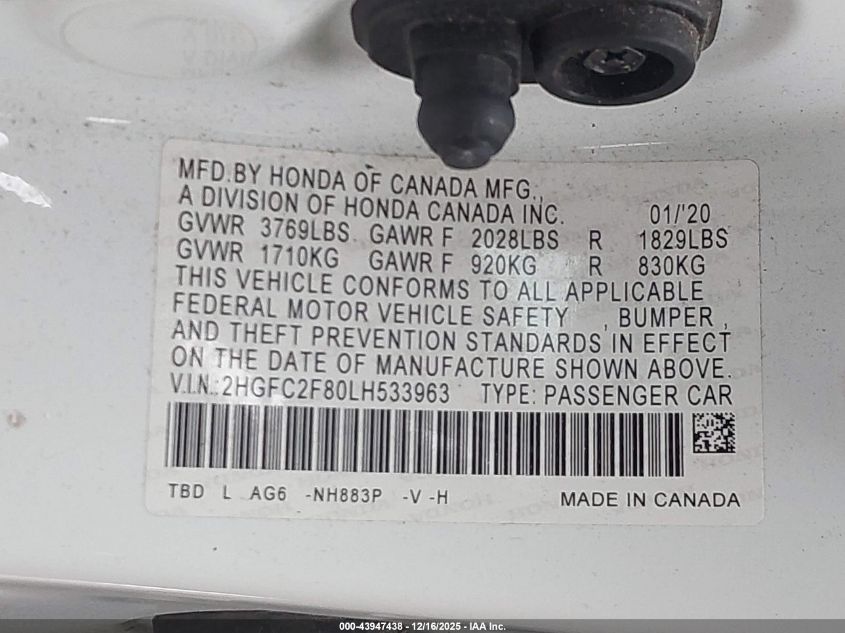 MFD.BY HONDA OF CANADA MFG.,
A DIVISION OF HONDA CANADA INC. 01/'20
GVWR 3769LBS. GAWR F 2028LBS R 1829LBS
GVWR 1710KG GAWR F 920KG R 830KG
THIS VEHICLE CONFORMS TO ALL APPLICABLE
FEDERAL MOTOR VEHICLE SAFETY , BUMPER ,
AND THEFT PREVENTION STANDARDS IN EFFECT
ON THE DATE OF MANUFACTURE SHOWN ABOVE.
V.I.N.:2HGFC2F80LH533963 TYPE: PASSENGER CAR
TBD L AG6 -NH883P -V -H MADE IN CANADA
000-43947438 - 12/16/2025 - IAA Inc.